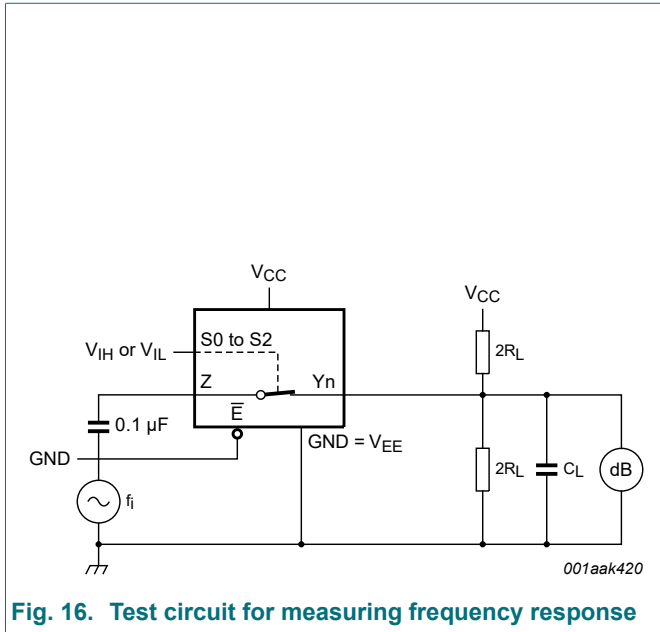 VCC
VCC
S0 to S2
VIH or VIL
2RL
Z
Yn
E̅
0.1 μF
GND = VEE
GND
2RL
CL
dB
fi
001aak420
Fig. 16. Test circuit for measuring frequency response